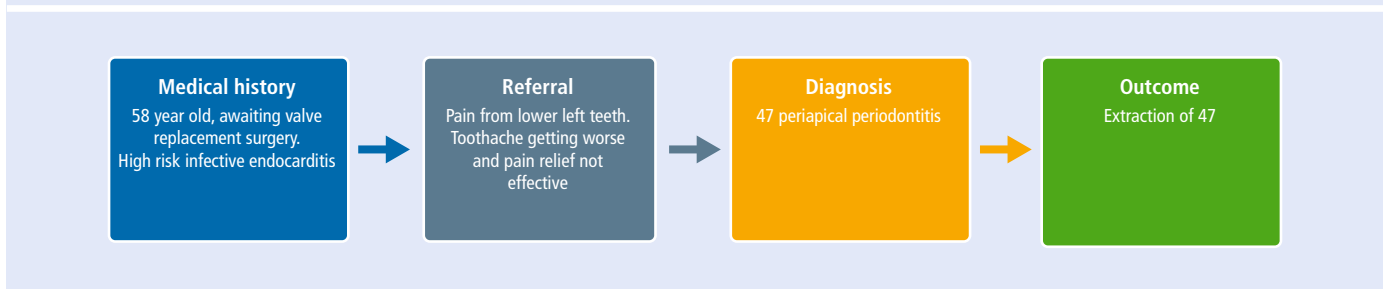 Medical history
58 year old, awaiting valve
replacement surgery.
High risk infective endocarditis
Referral
Pain from lower left teeth.
Toothache getting worse
and pain relief not
effective
Diagnosis
47 periapical periodontitis
Outcome
Extraction of 47